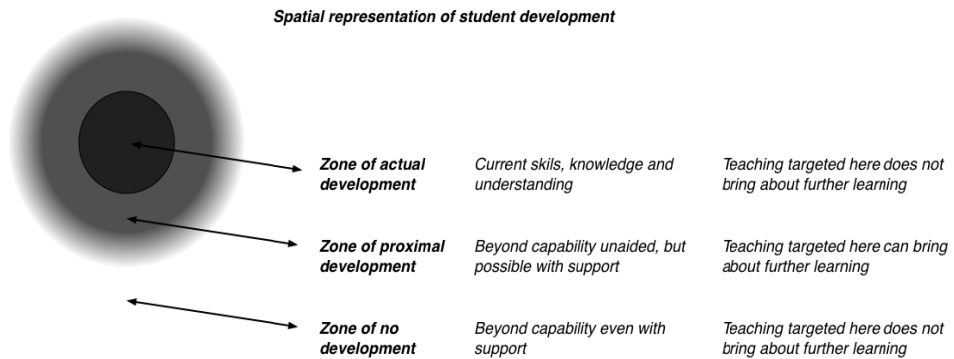 Spatial representation of student development
Zone of actual
development
Current skils, knowledge and
understanding
Teaching targeted here does not
bring about further learning
Zone of proximal
development
Beyond capability unaided, but
possible with support
Teaching targeted here can bring
about further learning
Zone of no
development
Beyond capability even with
support
Teaching targeted here does not
bring about further learning